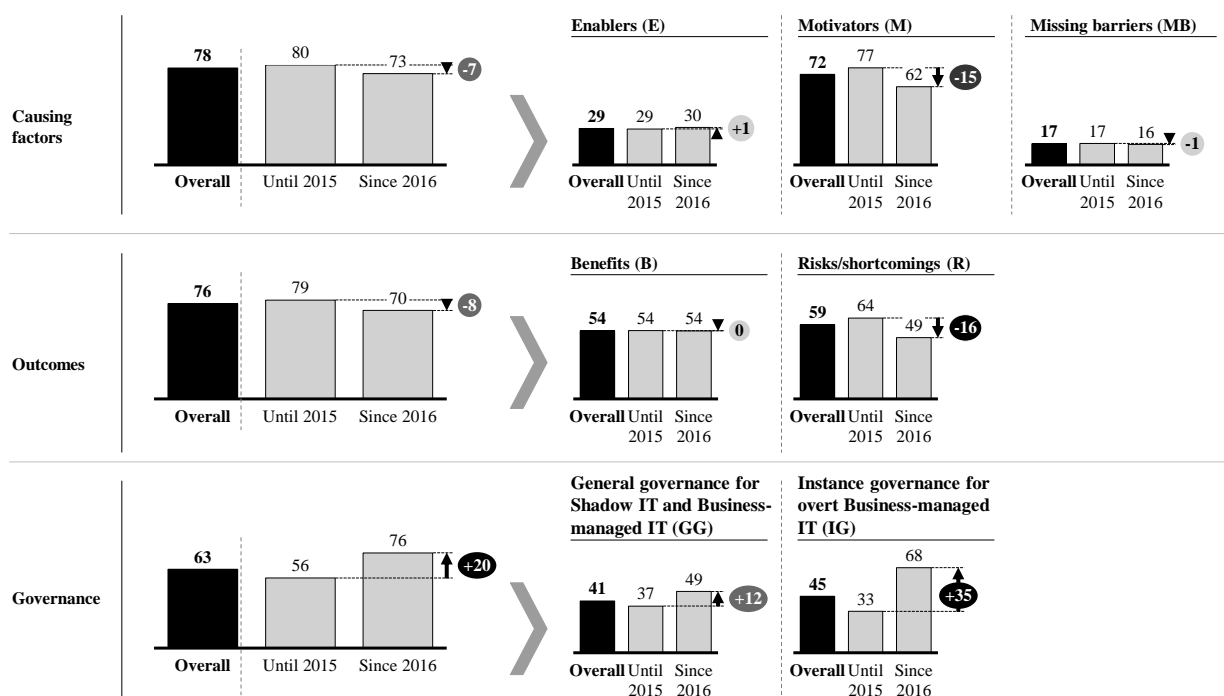 Causing
factors
78
80
73
-7
Overall
Until 2015
Since 2016
Enablers (E)
29
29
30
+1
Overall
Until
2015
Since
2016
Motivators (M)
72
77
62
-15
Overall
Until
2015
Since
2016
Missing barriers (MB)
17
17
16
-1
Overall
Until
2015
Since
2016
Outcomes
76
79
70
-8
Overall
Until 2015
Since 2016
Benefits (B)
54
54
54
0
Overall
Until
2015
Since
2016
Risks/shortcomings (R)
59
64
49
-16
Overall
Until
2015
Since
2016
Governance
63
56
76
+20
Overall
Until 2015
Since 2016
General governance for
Shadow IT and Business-
managed IT (GG)
41
37
49
+12
Overall
Until
2015
Since
2016
Instance governance for
overt Business-managed
IT (IG)
45
33
68
+35
Overall
Until
2015
Since
2016